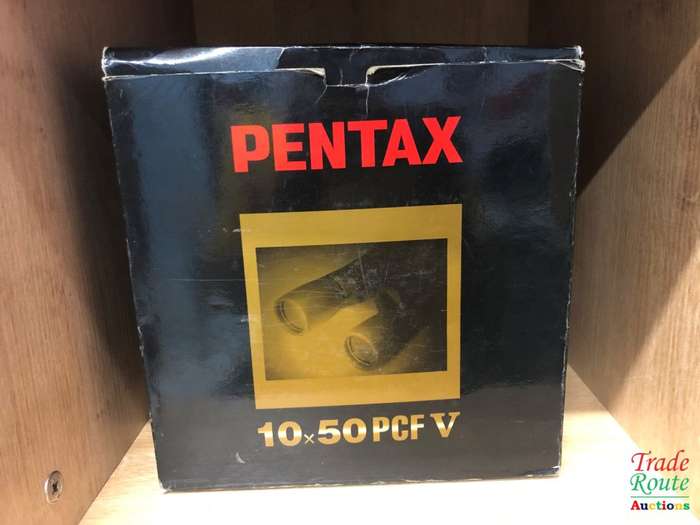 PENTAX
10×50 PCF V
Trade
Route
Auctions